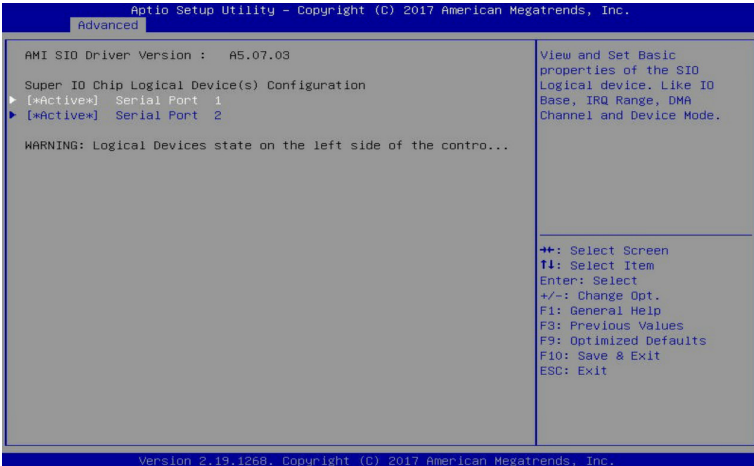 Aptio Setup Utility – Copyright (C) 2017 American Megatrends, Inc.
Advanced
AMI SIO Driver Version : A5.07.03
Super IO Chip Logical Device(s) Configuration
[*Active*] Serial Port 1
[*Active*] Serial Port 2
WARNING: Logical Devices state on the left side of the contro...
View and Set Basic
properties of the SIO
Logical device. Like IO
Base, IRQ Range, DMA
Channel and Device Mode.
→←: Select Screen
↑↓: Select Item
Enter: Select
+/-: Change Opt.
F1: General Help
F3: Previous Values
F9: Optimized Defaults
F10: Save & Exit
ESC: Exit
Version 2.19.1268. Copyright (C) 2017 American Megatrends, Inc.